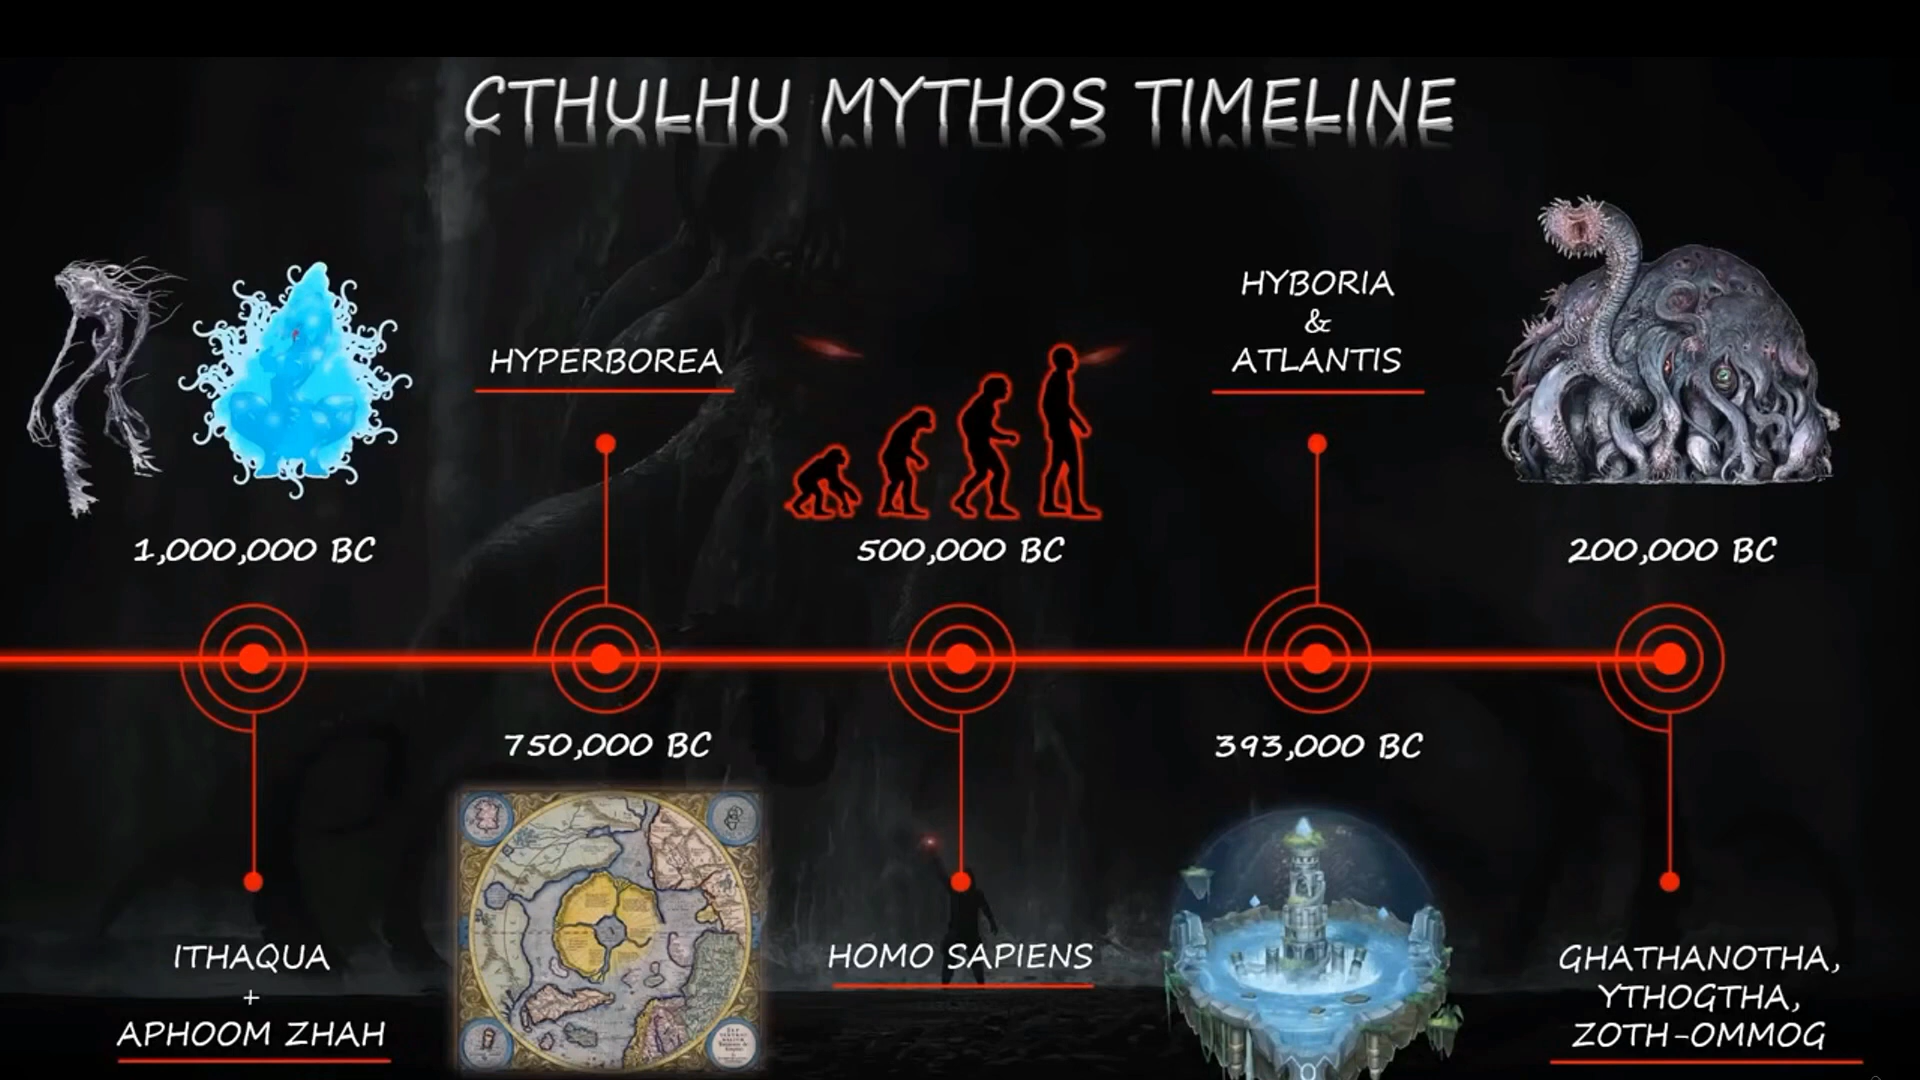 CTHULHU MYTHOS TIMELINE
1,000,000 BC
ITHAQUA
+
APHOOM ZHAH
HYPERBOREA
750,000 BC
500,000 BC
HOMO SAPIENS
HYBORIA
&
ATLANTIS
393,000 BC
200,000 BC
GHATHANOTHA,
YTHOGTHA,
ZOTH-OMMOG